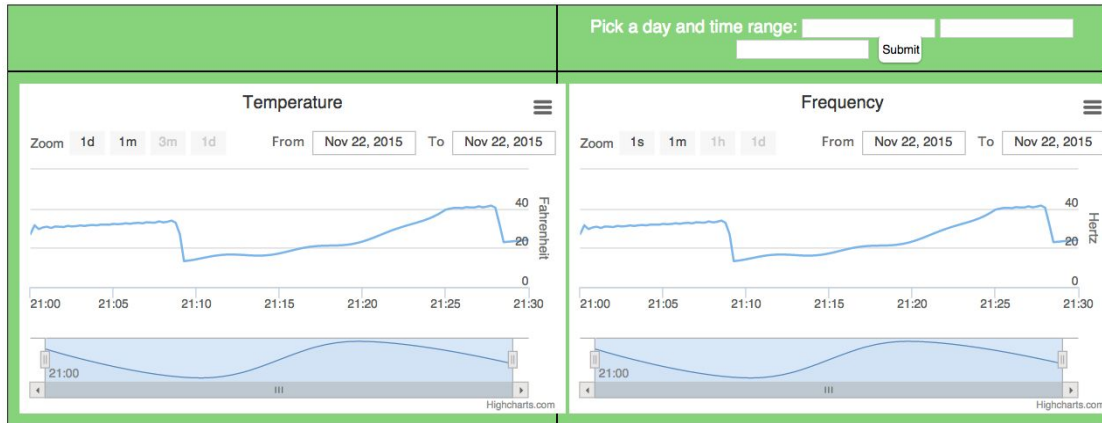 Pick a day and time range:
Submit
Temperature
Zoom 1d 1m 3m 1d From Nov 22, 2015 To Nov 22, 2015
40
20
0
Fahrenheit
21:00 21:05 21:10 21:15 21:20 21:25 21:30
21:00
Highcharts.com
Frequency
Zoom 1s 1m 1h 1d From Nov 22, 2015 To Nov 22, 2015
40
20
0
Hertz
21:00 21:05 21:10 21:15 21:20 21:25 21:30
21:00
Highcharts.com